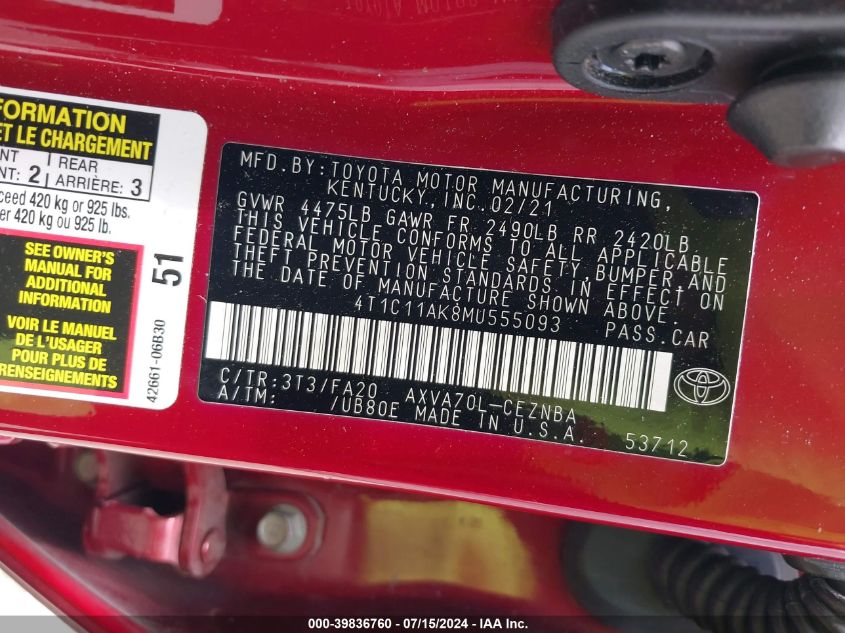 FORMATION
ET LE CHARGEMENT
2
REAR
ARRIÈRE: 3
420 kg or 925 lbs.
420 kg ou 925 lb.
SEE OWNER'S
MANUAL FOR
ADDITIONAL
INFORMATION
VOIR LE MANUEL
DE L'USAGER
POUR PLUS DE
RENSEIGNEMENTS
51
42661-06B30
MFD.BY:TOYOTA MOTOR MANUFACTURING,
KENTUCKY,INC.02/21
GVWR 4475LB GAWR FR 2490LB RR 2420LB
THIS VEHICLE CONFORMS TO ALL APPLICABLE
FEDERAL MOTOR VEHICLE SAFETY,BUMPER,AND
THEFT PREVENTION STANDARDS IN EFFECT ON
THE DATE OF MANUFACTURE SHOWN ABOVE.
4T1C11AK8MU555093 PASS.CAR
C/TR:3T3/FA20 AXVA70L-CEZNBA
A/TM: /UB80E MADE IN U.S.A. 53712
000-39836760 - 07/15/2024 - IAA Inc.